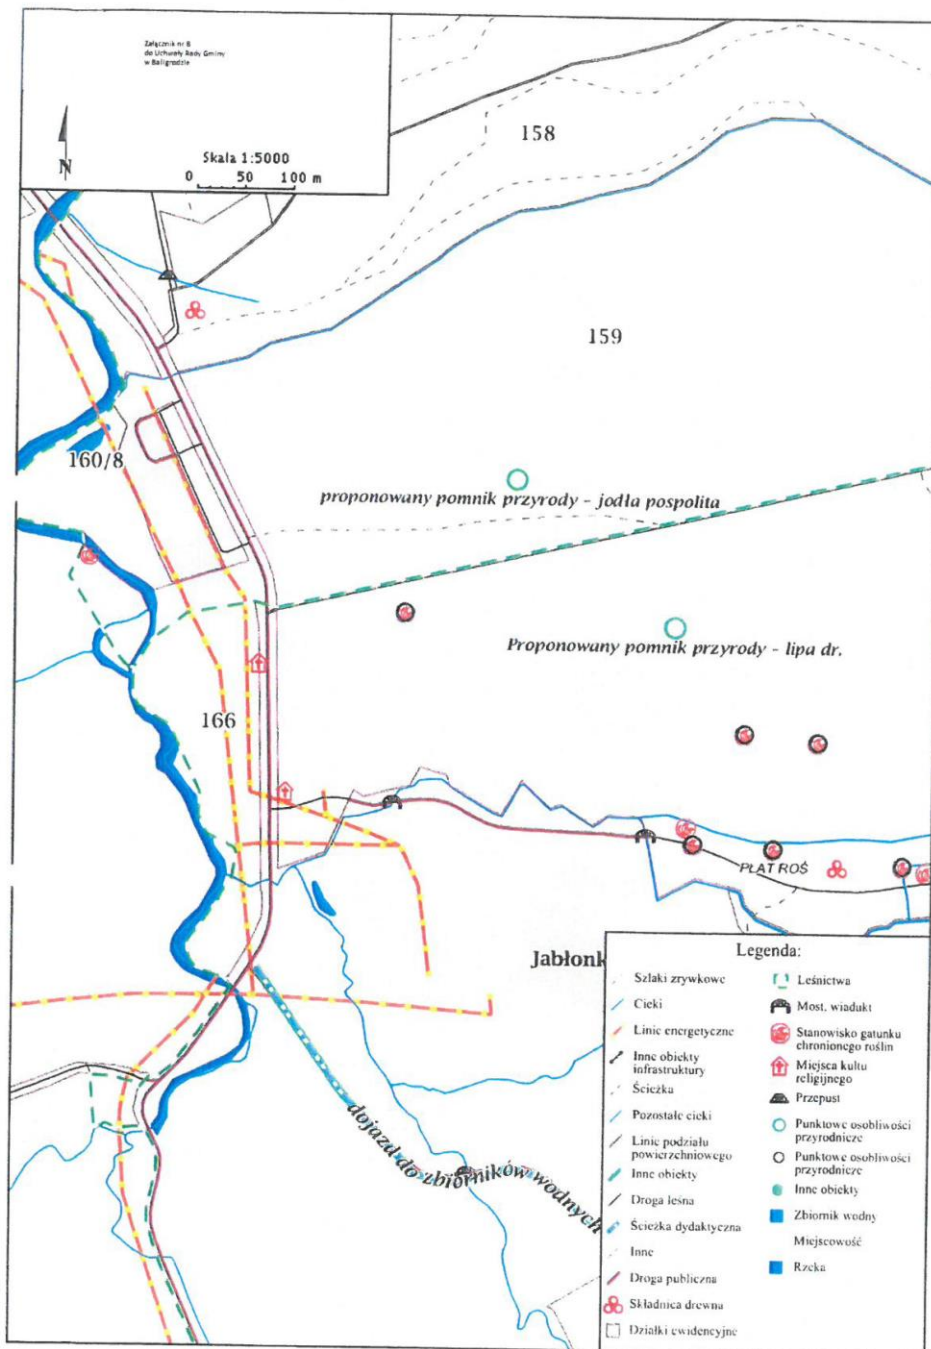 Załącznik nr 8
do Uchwały Rady Gminy
w Baligrodzie
Skala 1:5000
0 50 100 m
N
158
159
160/8
proponowany pomnik przyrody - jodła pospolita
Proponowany pomnik przyrody - lipa dr.
166
PŁAT ROŚ
Jabłonk
dojazd do zbiorników wodnych
Legenda:
Szlaki zrywkowe
Cieki
Linie energetyczne
Inne obiekty
infrastruktury
Ścieżka
Pozostałe cieki
Linie podziału
powierzchniowego
Inne obiekty
Droga leśna
Ścieżka dydaktyczna
Inne
Droga publiczna
Składnica drewna
Działki ewidencyjne
Leśnictwa
Most, wiadukt
Stanowisko gatunku
chronionego roślin
Miejsca kultu
religijnego
Przepust
Punktowe osobliwości
przyrodnicze
Punktowe osobliwości
przyrodnicze
Inne obiekty
Zbiornik wodny
Miejscowość
Rzeka